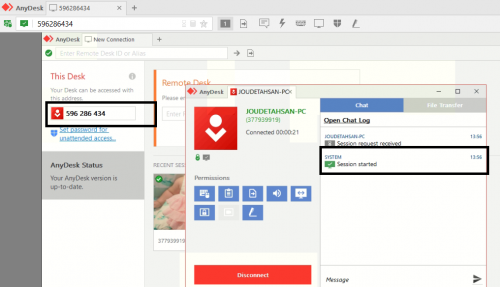 AnyDesk
596286434
596286434
AnyDesk
New Connection
Enter Remote Desk ID or Alias
This Desk
Your Desk can be accessed with
this address
596 286 434
Set password for
unattended access...
AnyDesk Status
Your AnyDesk version is
up-to-date.
Remote Desk
Please
Enter
RECENT SES
377939919
AnyDesk
JOUDETAHSAN-PC
JOUDETAHSAN-PC
(377939919)
Connected 00:00:21
Permissions
Disconnect
Chat
File Transfer
Open Chat Log
JOUDETAHSAN-PC
13:56
Session request received
SYSTEM
13:56
Session started
Message